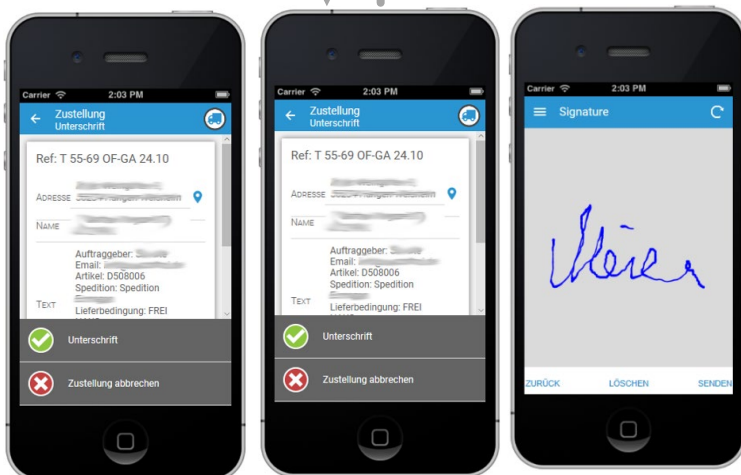 Carrier 2:03 PM
Zustellung
Unterschrift
Ref: T 55-69 OF-GA 24.10
ADRESSE
NAME
Auftraggeber:
Email:
Artikel: D508006
Spedition: Spedition
TEXT
Lieferbedingung: FREI
Unterschrift
Zustellung abbrechen
Carrier 2:03 PM
Zustellung
Unterschrift
Ref: T 55-69 OF-GA 24.10
ADRESSE
NAME
Auftraggeber:
Email:
Artikel: D508006
Spedition: Spedition
TEXT
Lieferbedingung: FREI
Unterschrift
Zustellung abbrechen
Carrier 2:03 PM
Signature
Meier
ZURÜCK LÖSCHEN SENDEN